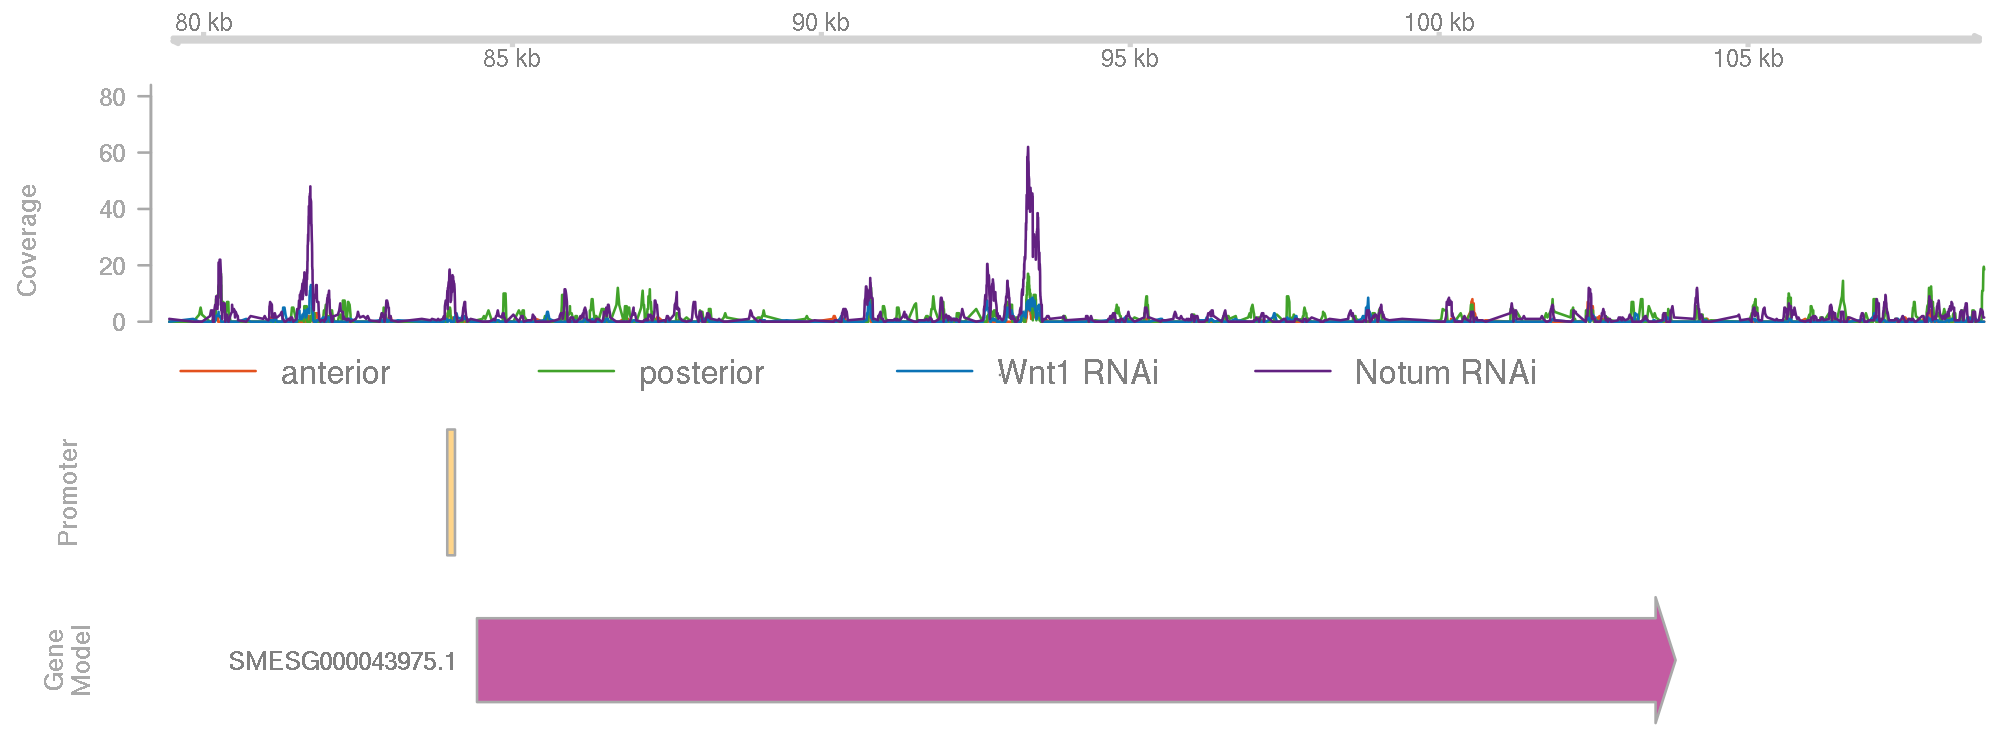 80 kb 90 kb 100 kb
85 kb 95 kb 105 kb
Coverage
80
60
40
20
0
anterior posterior Wnt1 RNAi Notum RNAi
Promoter
Gene
Model
SMESG000043975.1